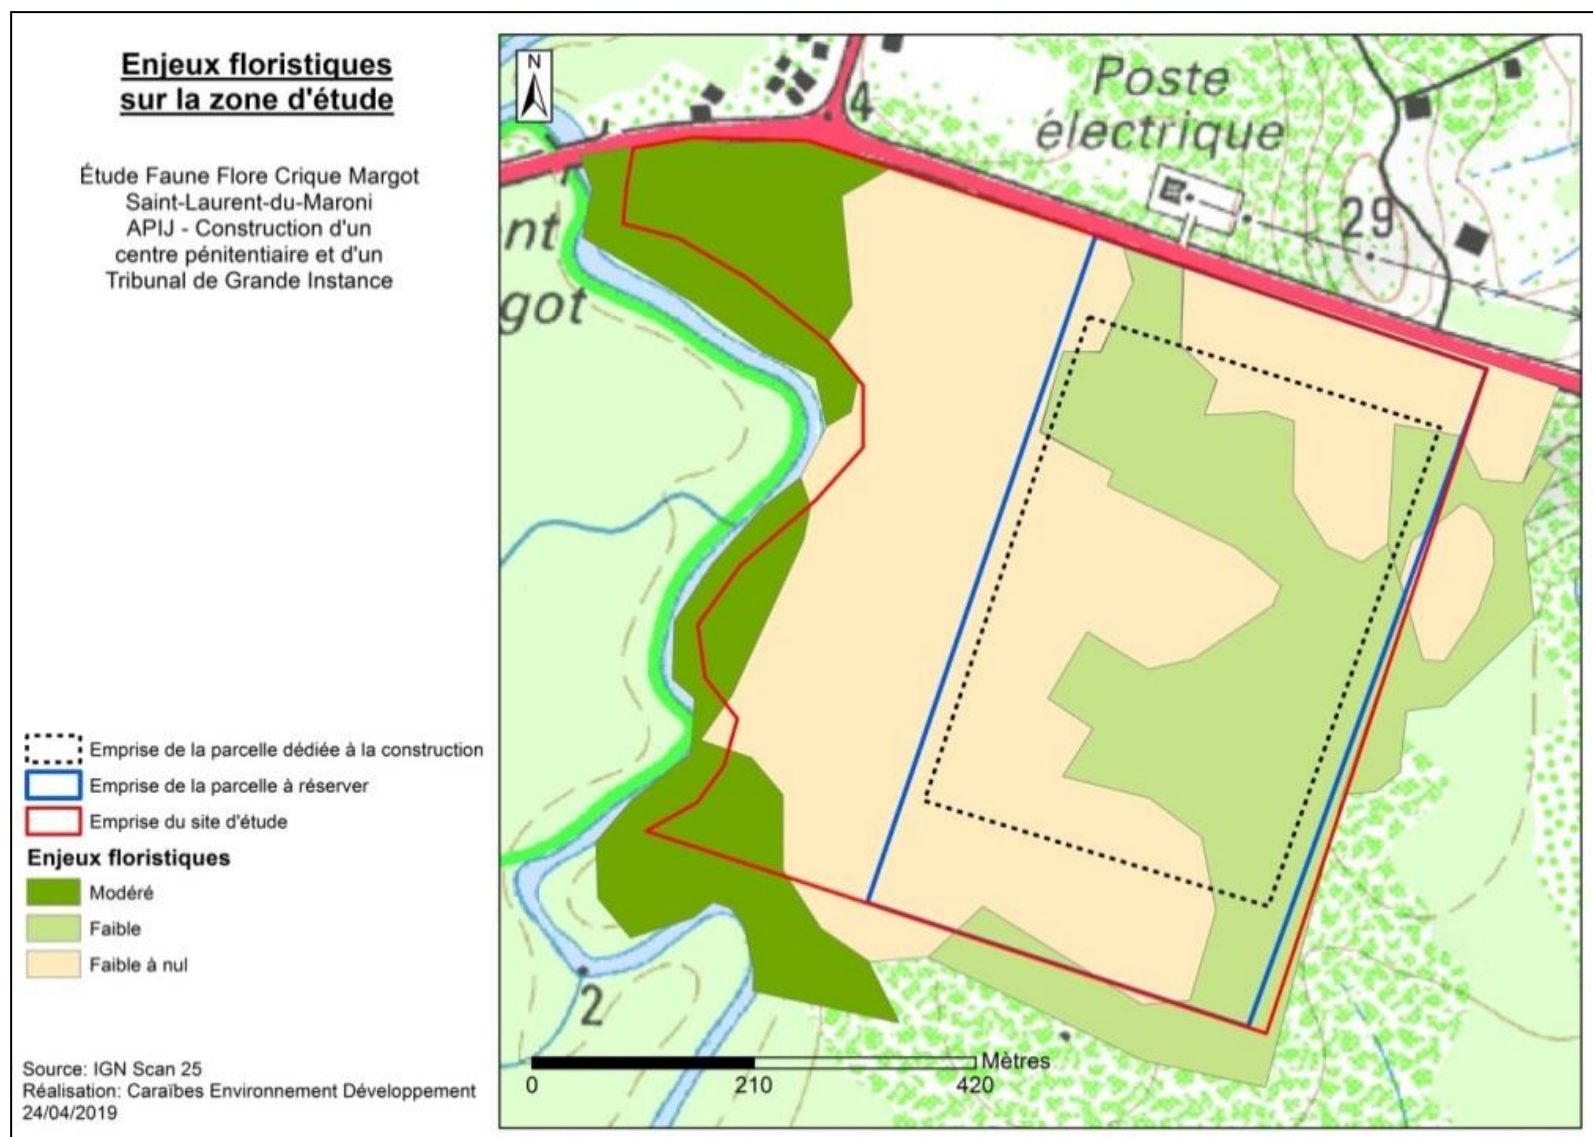 Enjeux floristiques
sur la zone d'étude
Étude Faune Flore Crique Margot
Saint-Laurent-du-Maroni
APIJ - Construction d'un
centre pénitentiaire et d'un
Tribunal de Grande Instance
Emprise de la parcelle dédiée à la construction
Emprise de la parcelle à réserver
Emprise du site d'étude
Enjeux floristiques
Modéré
Faible
Faible à nul
Source: IGN Scan 25
Réalisation: Caraïbes Environnement Développement
24/04/2019
N
4
Poste
électrique
29
nt
got
2
Mètres
0 210 420